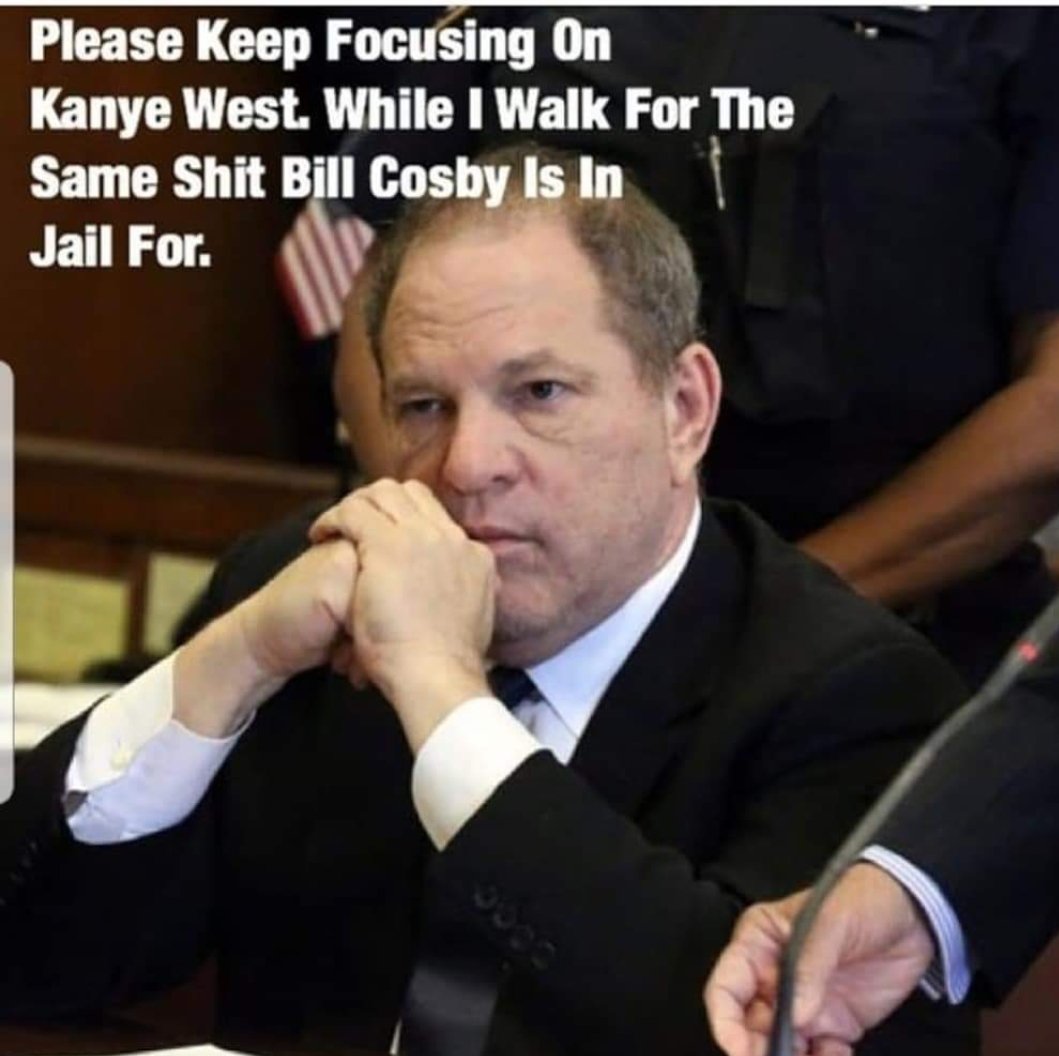 Please Keep Focusing On
Kanye West. While I Walk For The
Same Shit Bill Cosby Is In
Jail For.